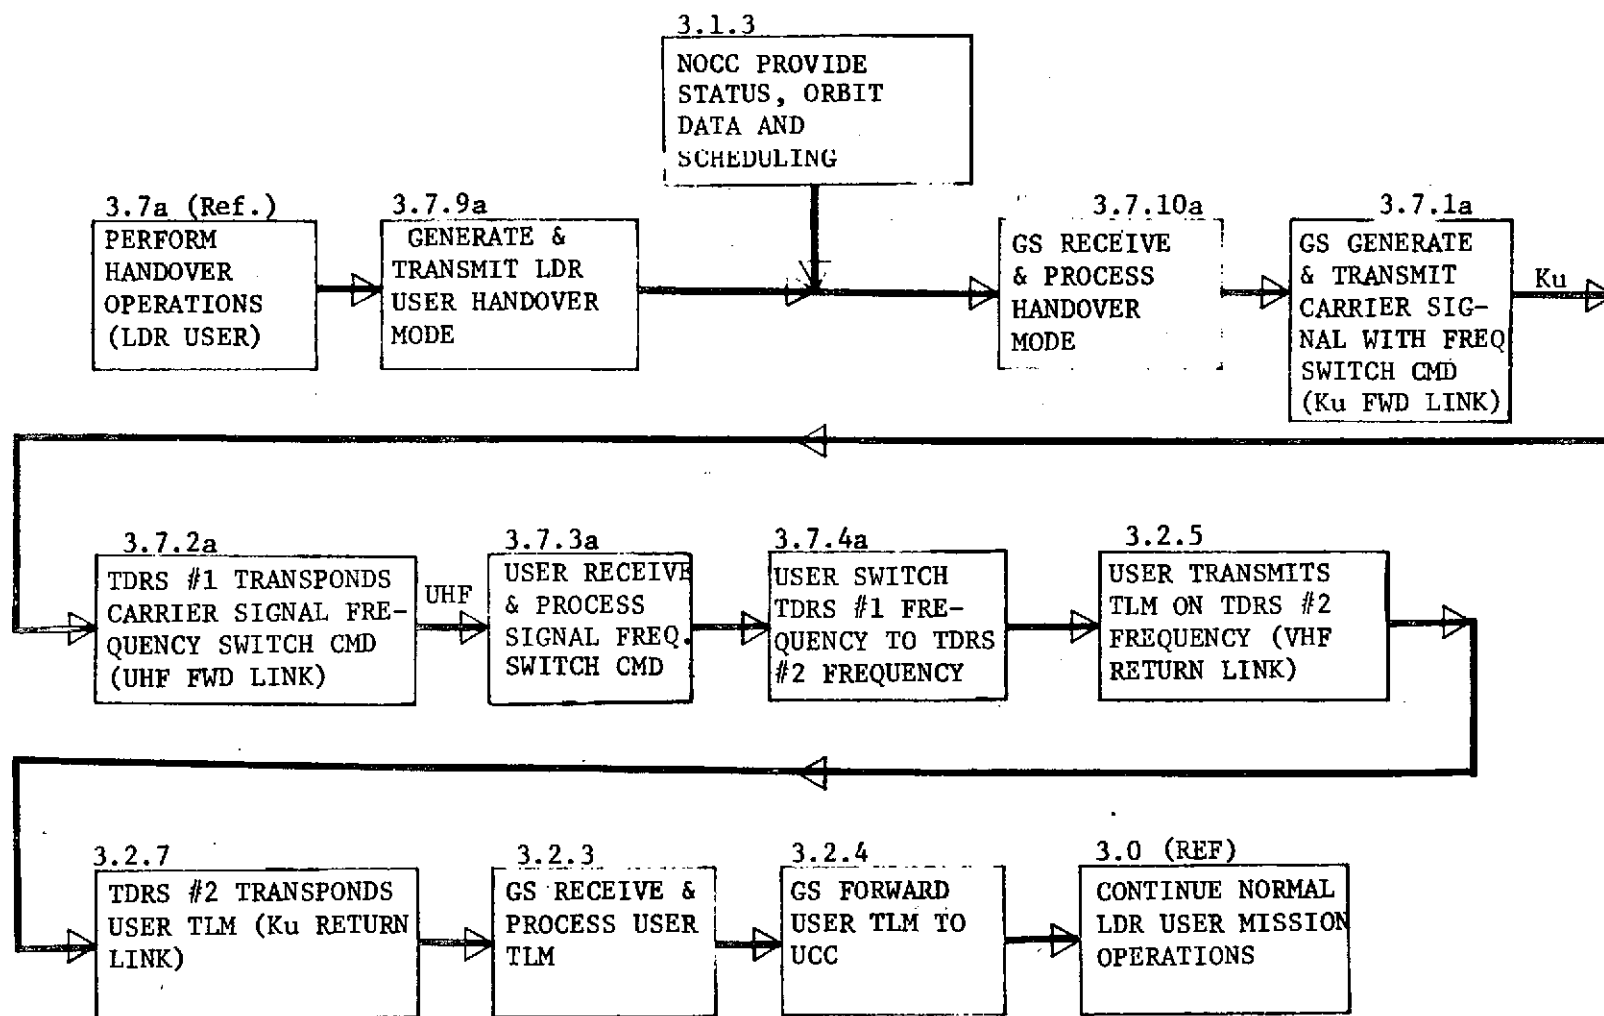 3.1.3
NOCC PROVIDE
STATUS, ORBIT
DATA AND
SCHEDULING
3.7a (Ref.)
PERFORM
HANDOVER
OPERATIONS
(LDR USER)
3.7.9a
GENERATE &
TRANSMIT LDR
USER HANDOVER
MODE
3.7.10a
GS RECEIVE
& PROCESS
HANDOVER
MODE
3.7.1a
GS GENERATE
& TRANSMIT
CARRIER SIG-
NAL WITH FREQ
SWITCH CMD
(Ku FWD LINK)
Ku
3.7.2a
TDRS #1 TRANSPONDS
CARRIER SIGNAL FRE-
QUENCY SWITCH CMD
(UHF FWD LINK)
UHF
3.7.3a
USER RECEIVE
& PROCESS
SIGNAL FREQ.
SWITCH CMD
3.7.4a
USER SWITCH
TDRS #1 FRE-
QUENCY TO TDRS
#2 FREQUENCY
3.2.5
USER TRANSMITS
TLM ON TDRS #2
FREQUENCY (VHF
RETURN LINK)
3.2.7
TDRS #2 TRANSPONDS
USER TLM (Ku RETURN
LINK)
3.2.3
GS RECEIVE &
PROCESS USER
TLM
3.2.4
GS FORWARD
USER TLM TO
UCC
3.0 (REF)
CONTINUE NORMAL
LDR USER MISSION
OPERATIONS